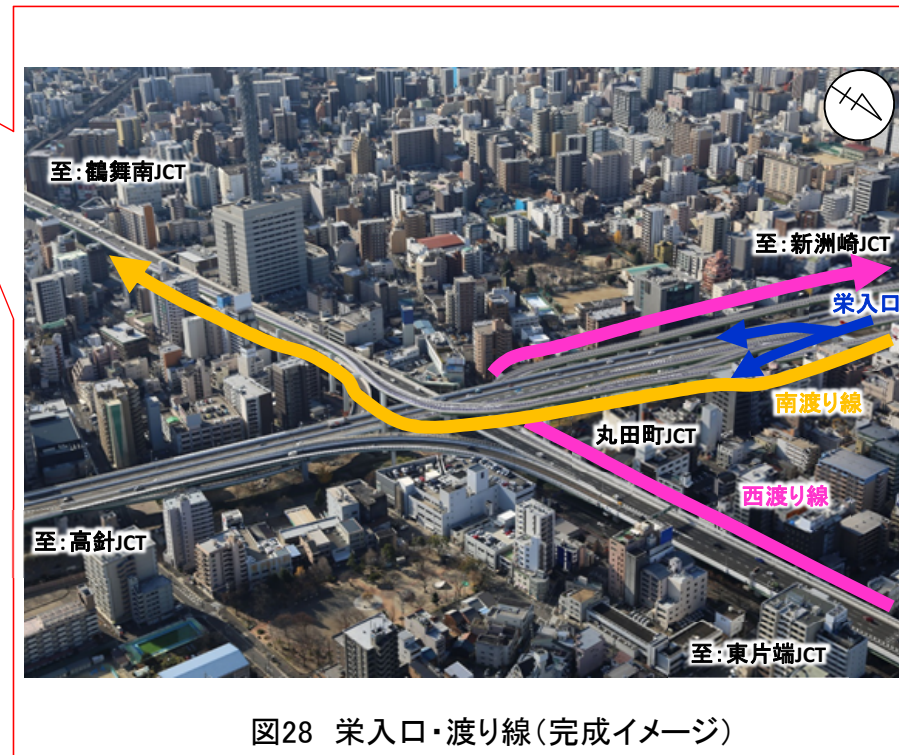 至：鶴舞南JCT
至：新洲崎JCT
栄入口
南渡り線
丸田町JCT
西渡り線
至：高針JCT
至：東片端JCT
図28　栄入口・渡り線（完成イメージ）